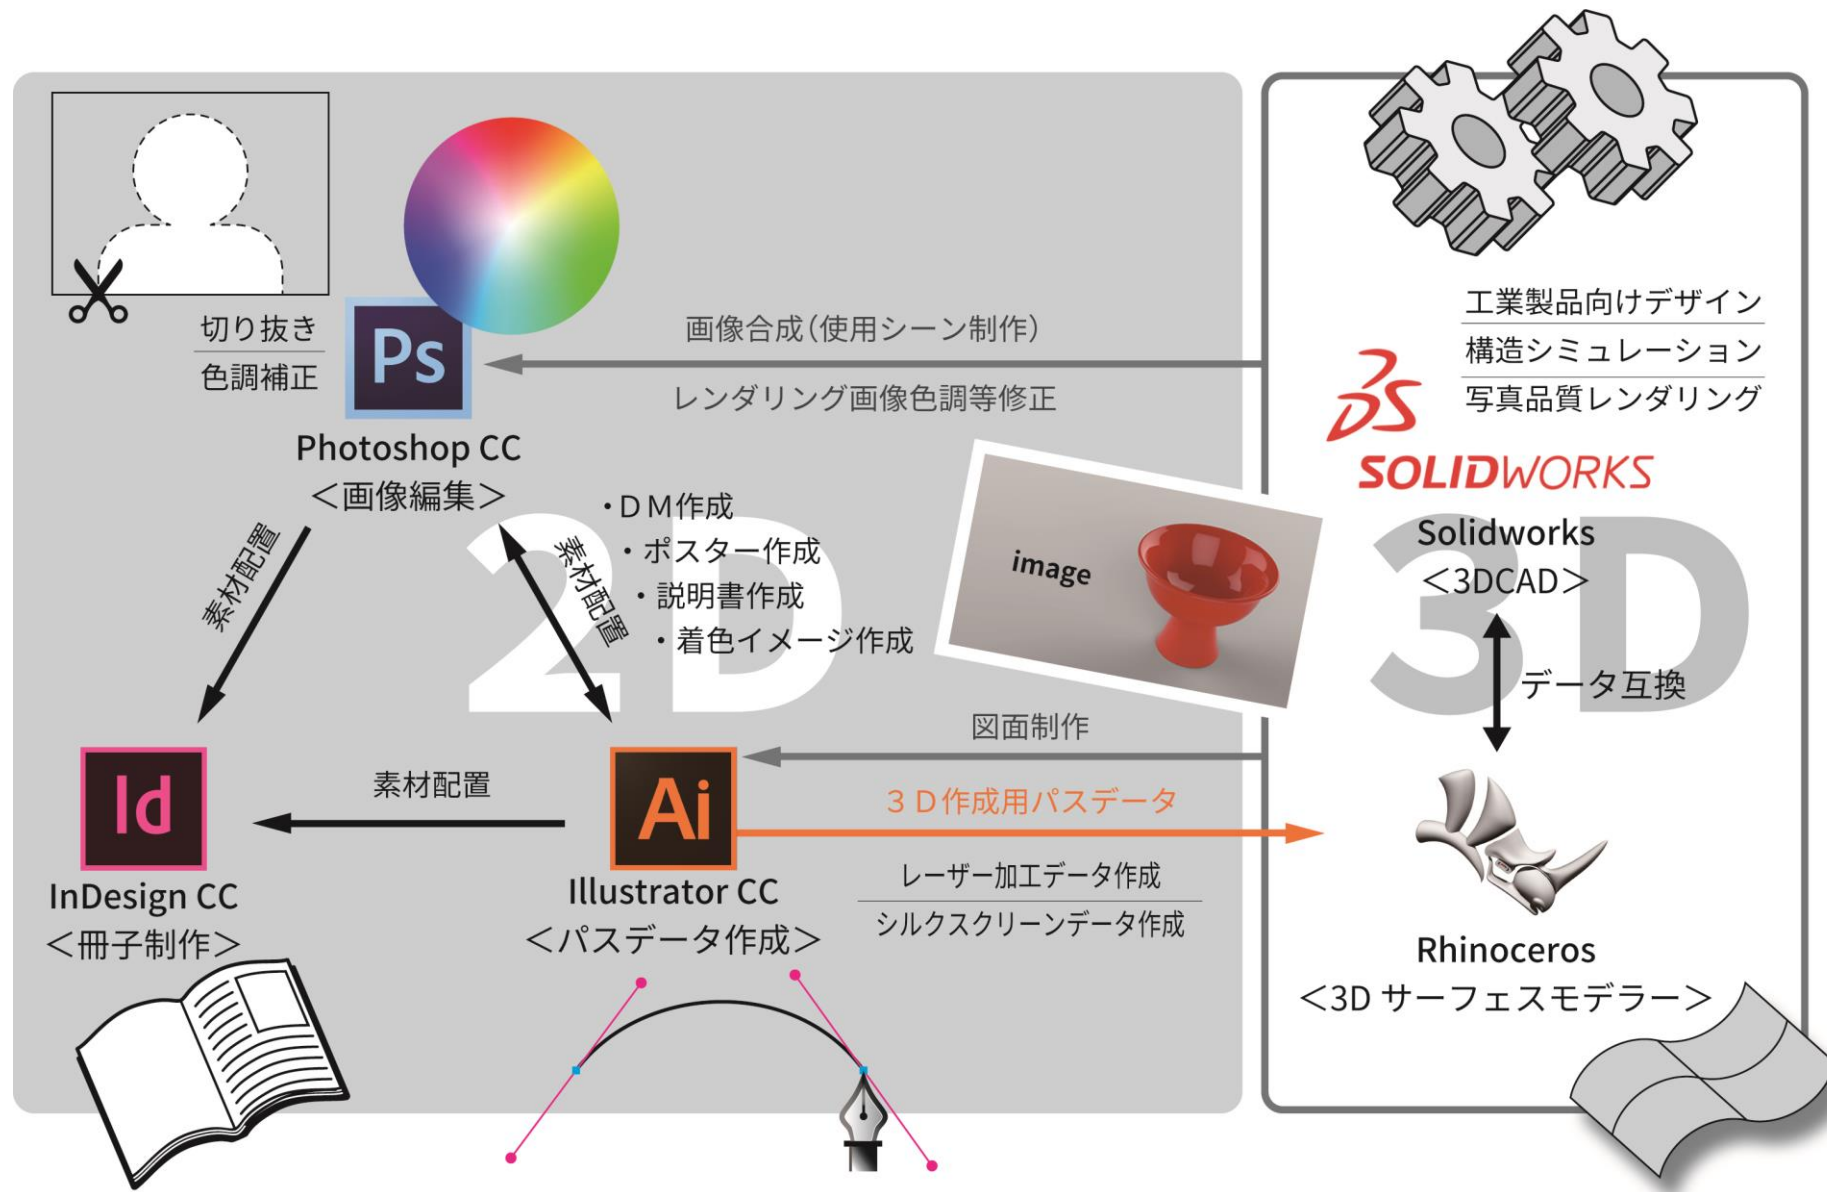 切り抜き
色調補正
Ps
Photoshop CC
＜画像編集＞
画像合成（使用シーン制作）
レンダリング画像色調等修正
工業製品向けデザイン
構造シミュレーション
写真品質レンダリング
SOLIDWORKS
Solidworks
＜3DCAD＞
2D
3D
・ＤＭ作成
・ポスター作成
・説明書作成
・着色イメージ作成
素材配置
素材配置
image
データ互換
図面制作
素材配置
３Ｄ作成用パスデータ
Id
InDesign CC
＜冊子制作＞
Ai
Illustrator CC
＜パスデータ作成＞
レーザー加工データ作成
シルクスクリーンデータ作成
Rhinoceros
＜3D サーフェスモデラー＞